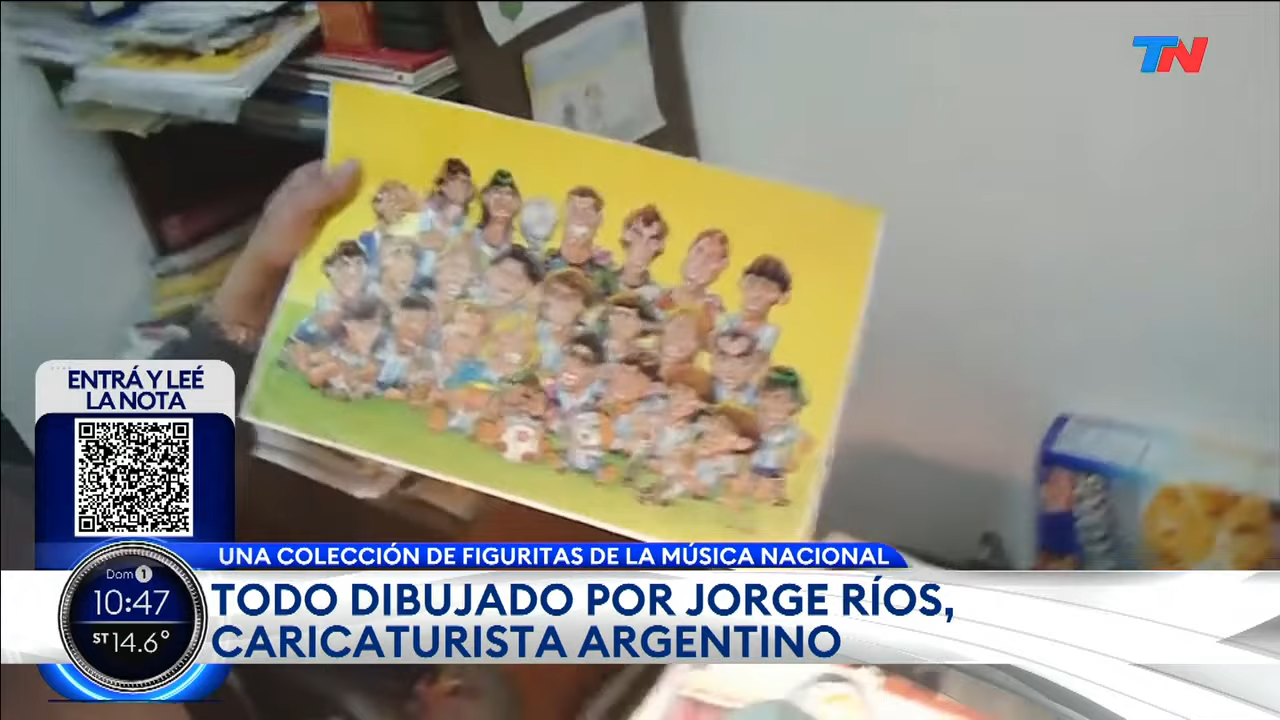 TN
ENTRÁ Y LEÉ
LA NOTA
UNA COLECCIÓN DE FIGURITAS DE LA MÚSICA NACIONAL
Dom 1
10:47
ST 14.6º
TODO DIBUJADO POR JORGE RÍOS,
CARICATURISTA ARGENTINO